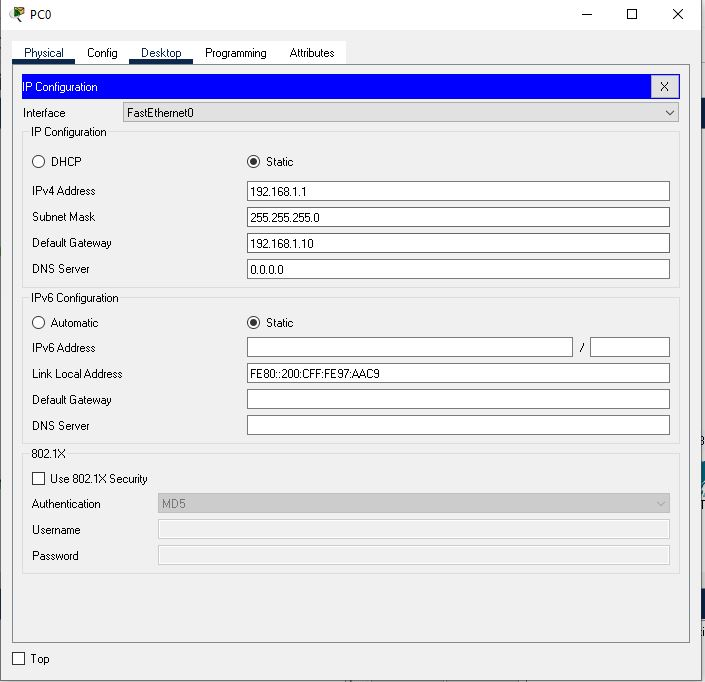 PC0
Physical Config Desktop Programming Attributes
IP Configuration X
Interface FastEthernet0
IP Configuration
DHCP Static
IPv4 Address 192.168.1.1
Subnet Mask 255.255.255.0
Default Gateway 192.168.1.10
DNS Server 0.0.0.0
IPv6 Configuration
Automatic Static
IPv6 Address /
Link Local Address FE80::200:CFF:FE97:AAC9
Default Gateway
DNS Server
802.1X
Use 802.1X Security
Authentication MD5
Username
Password
Top